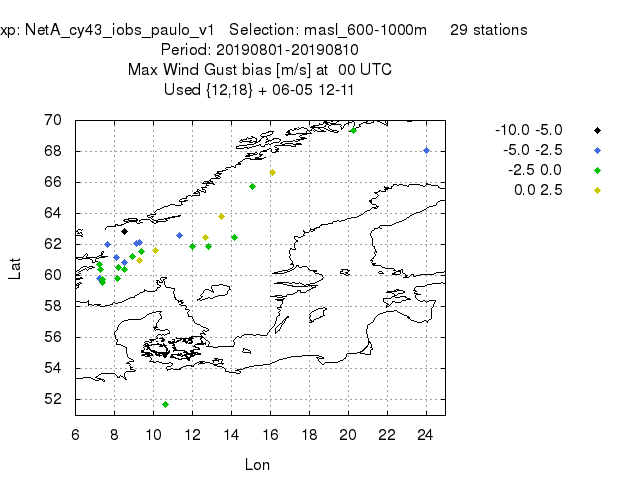 xp: NetA_cy43_iobs_paulo_v1 Selection: masl_600-1000m 29 stations
Period: 20190801-20190810
Max Wind Gust bias [m/s] at 00 UTC
Used {12,18} + 06-05 12-11
70
68
66
64
62
60
58
56
54
52
6 8 10 12 14 16 18 20 22 24
Lat
Lon
-10.0 -5.0
-5.0 -2.5
-2.5 0.0
0.0 2.5